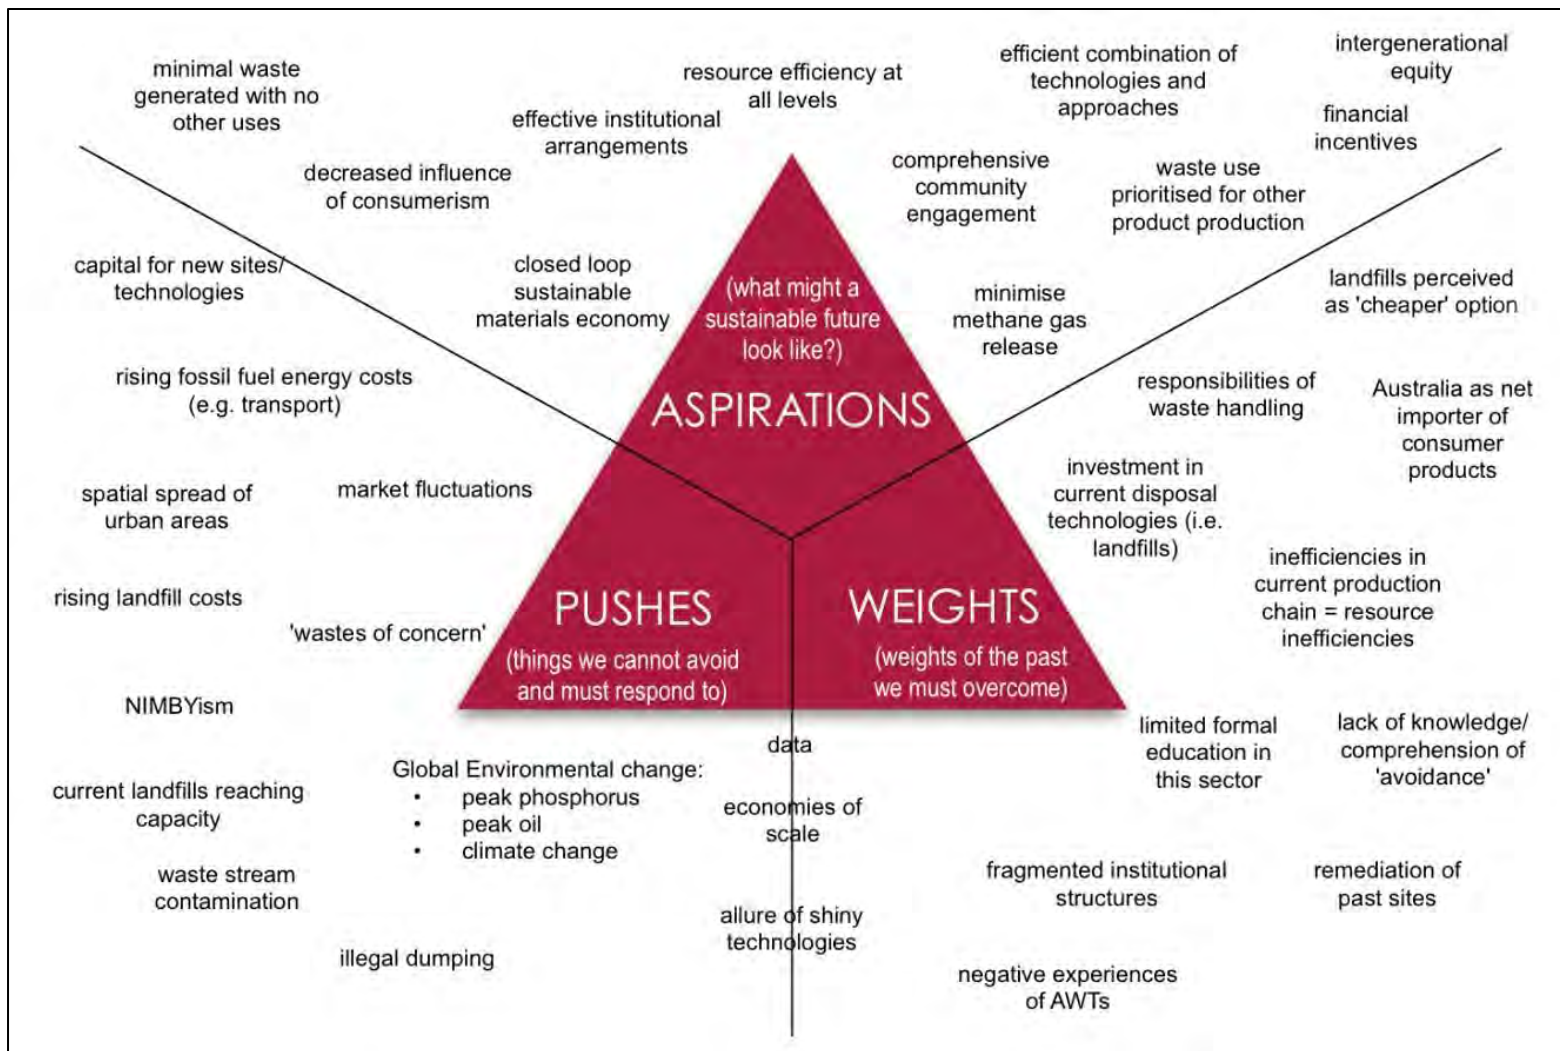 minimal waste
generated with no
other uses
decreased influence
of consumerism
effective institutional
arrangements
resource efficiency at
all levels
closed loop
sustainable
materials economy
efficient combination of
technologies and
approaches
intergenerational
equity
financial
incentives
comprehensive
community
engagement
waste use
prioritised for other
product production
minimise
methane gas
release
(what might a
sustainable future
look like?)
ASPIRATIONS
capital for new sites/
technologies
rising fossil fuel energy costs
(e.g. transport)
spatial spread of
urban areas
market fluctuations
rising landfill costs
'wastes of concern'
NIMBYism
current landfills reaching
capacity
waste stream
contamination
illegal dumping
Global Environmental change:
• peak phosphorus
• peak oil
• climate change
PUSHES
(things we cannot avoid
and must respond to)
data
economies of
scale
allure of shiny
technologies
WEIGHTS
(weights of the past
we must overcome)
landfills perceived
as 'cheaper' option
responsibilities of
waste handling
Australia as net
importer of
consumer
products
investment in
current disposal
technologies (i.e.
landfills)
inefficiencies in
current production
chain = resource
inefficiencies
limited formal
education in
this sector
lack of knowledge/
comprehension of
'avoidance'
fragmented institutional
structures
remediation of
past sites
negative experiences
of AWTs